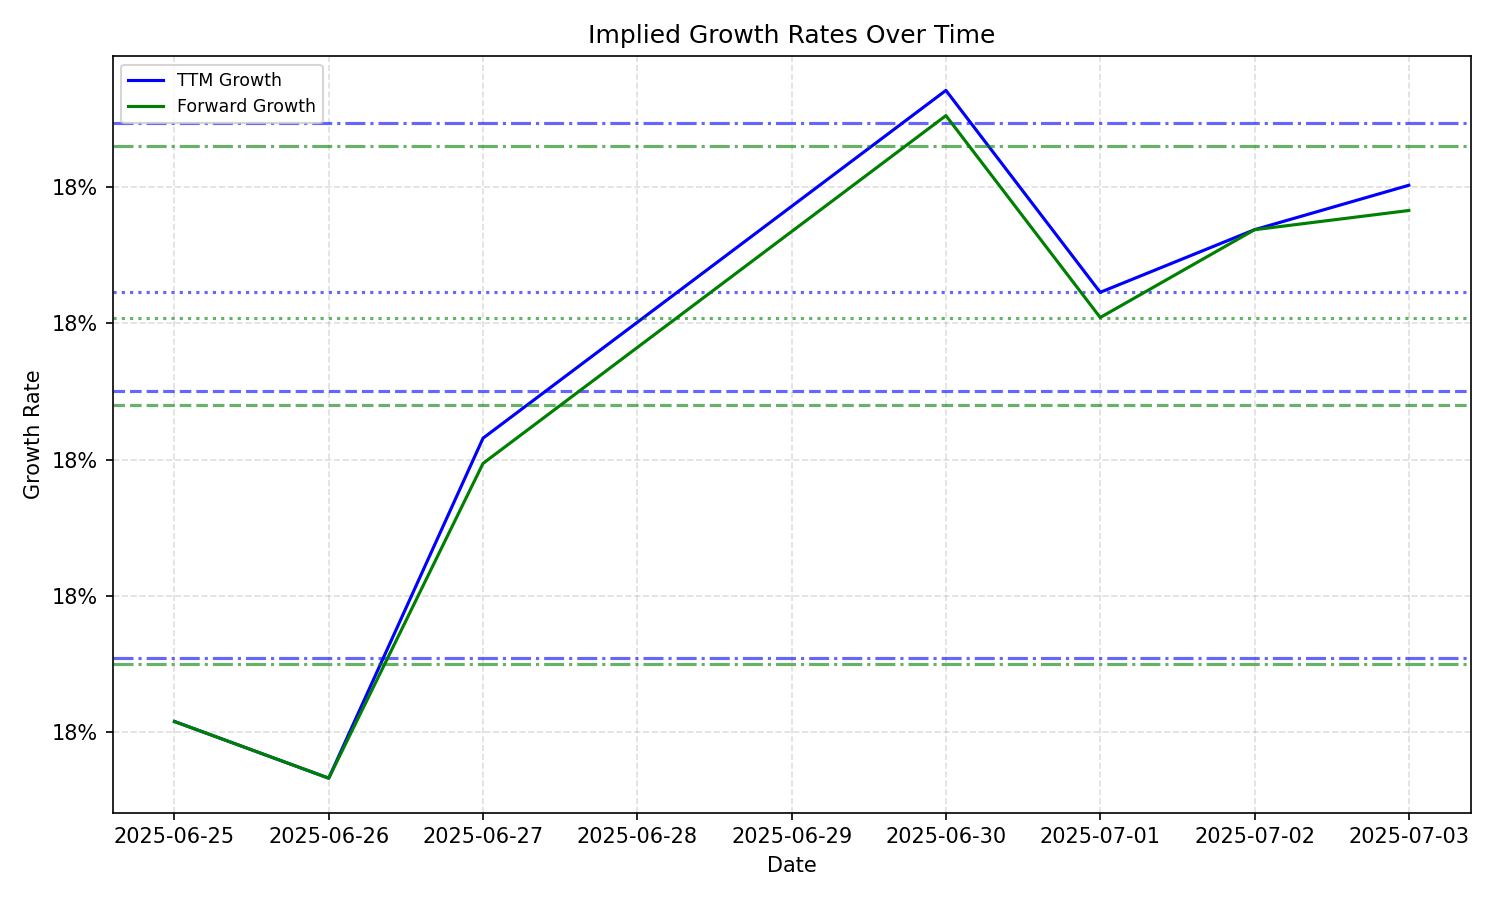 Implied Growth Rates Over Time
TTM Growth
Forward Growth
18%
18%
18%
18%
18%
Growth Rate
2025-06-25
2025-06-26
2025-06-27
2025-06-28
2025-06-29
2025-06-30
2025-07-01
2025-07-02
2025-07-03
Date